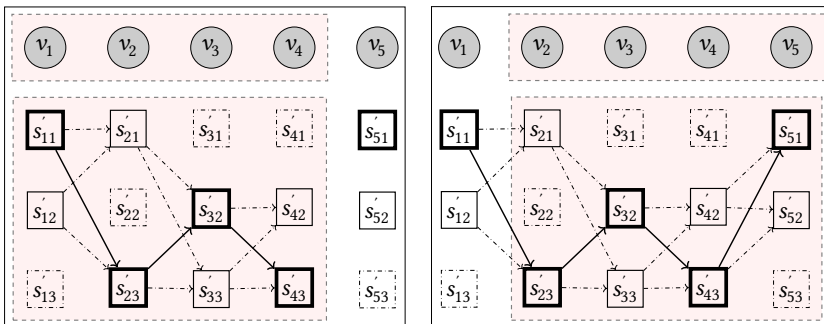 v₁ v₂ v₃ v₄ v₅
s′₁₁ s′₂₁ s′₃₁ s′₄₁ s′₅₁
s′₁₂ s′₂₂ s′₃₂ s′₄₂ s′₅₂
s′₁₃ s′₂₃ s′₃₃ s′₄₃ s′₅₃
v₁ v₂ v₃ v₄ v₅
s′₁₁ s′₂₁ s′₃₁ s′₄₁ s′₅₁
s′₁₂ s′₂₂ s′₃₂ s′₄₂ s′₅₂
s′₁₃ s′₂₃ s′₃₃ s′₄₃ s′₅₃